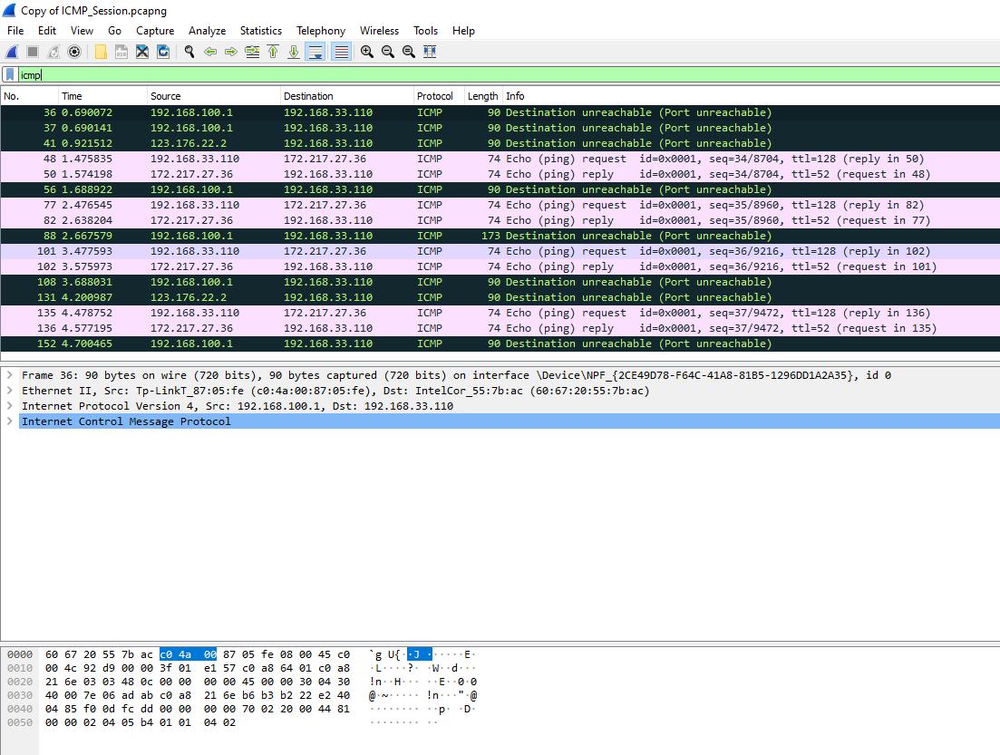 Copy of ICMP_Session.pcapng
File Edit View Go Capture Analyze Statistics Telephony Wireless Tools Help
icmp
No. Time Source Destination Protocol Length Info
36 0.690072 192.168.100.1 192.168.33.110 ICMP 90 Destination unreachable (Port unreachable)
37 0.690141 192.168.100.1 192.168.33.110 ICMP 90 Destination unreachable (Port unreachable)
41 0.921512 123.176.22.2 192.168.33.110 ICMP 90 Destination unreachable (Port unreachable)
48 1.475835 192.168.33.110 172.217.27.36 ICMP 74 Echo (ping) request id=0x0001, seq=34/8704, ttl=128 (reply in 50)
50 1.574198 172.217.27.36 192.168.33.110 ICMP 74 Echo (ping) reply id=0x0001, seq=34/8704, ttl=52 (request in 48)
56 1.688922 192.168.100.1 192.168.33.110 ICMP 90 Destination unreachable (Port unreachable)
77 2.476545 192.168.33.110 172.217.27.36 ICMP 74 Echo (ping) request id=0x0001, seq=35/8960, ttl=128 (reply in 82)
82 2.638204 172.217.27.36 192.168.33.110 ICMP 74 Echo (ping) reply id=0x0001, seq=35/8960, ttl=52 (request in 77)
88 2.667579 192.168.100.1 192.168.33.110 ICMP 173 Destination unreachable (Port unreachable)
101 3.477593 192.168.33.110 172.217.27.36 ICMP 74 Echo (ping) request id=0x0001, seq=36/9216, ttl=128 (reply in 102)
102 3.575973 172.217.27.36 192.168.33.110 ICMP 74 Echo (ping) reply id=0x0001, seq=36/9216, ttl=52 (request in 101)
108 3.688031 192.168.100.1 192.168.33.110 ICMP 90 Destination unreachable (Port unreachable)
131 4.200987 123.176.22.2 192.168.33.110 ICMP 90 Destination unreachable (Port unreachable)
135 4.478752 192.168.33.110 172.217.27.36 ICMP 74 Echo (ping) request id=0x0001, seq=37/9472, ttl=128 (reply in 136)
136 4.577195 172.217.27.36 192.168.33.110 ICMP 74 Echo (ping) reply id=0x0001, seq=37/9472, ttl=52 (request in 135)
152 4.700465 192.168.100.1 192.168.33.110 ICMP 90 Destination unreachable (Port unreachable)
Frame 36: 90 bytes on wire (720 bits), 90 bytes captured (720 bits) on interface \Device\NPF_{2CE49D78-F64C-41A8-81B5-1296DD1A2A35}, id 0
Ethernet II, Src: Tp-LinkT_87:05:fe (c0:4a:00:87:05:fe), Dst: IntelCor_55:7b:ac (60:67:20:55:7b:ac)
Internet Protocol Version 4, Src: 192.168.100.1, Dst: 192.168.33.110
Internet Control Message Protocol
0000 60 67 20 55 7b ac c0 4a 00 87 05 fe 08 00 45 c0 `g U{··J ······E·
0010 00 4c 92 d9 00 00 3f 01 e1 57 c0 a8 64 01 c0 a8 ·L····?· ·W··d···
0020 21 6e 03 03 48 0c 00 00 00 00 45 00 00 30 04 30 !n··H··· ··E··0·0
0030 40 00 7e 06 ad ab c0 a8 21 6e b6 b3 b2 22 e2 40 @·~····· !n···"·@
0040 04 85 f0 0d fc dd 00 00 00 00 70 02 20 00 44 81 ········ ··p· ·D·
0050 00 00 02 04 05 b4 01 01 04 02 ········ ··